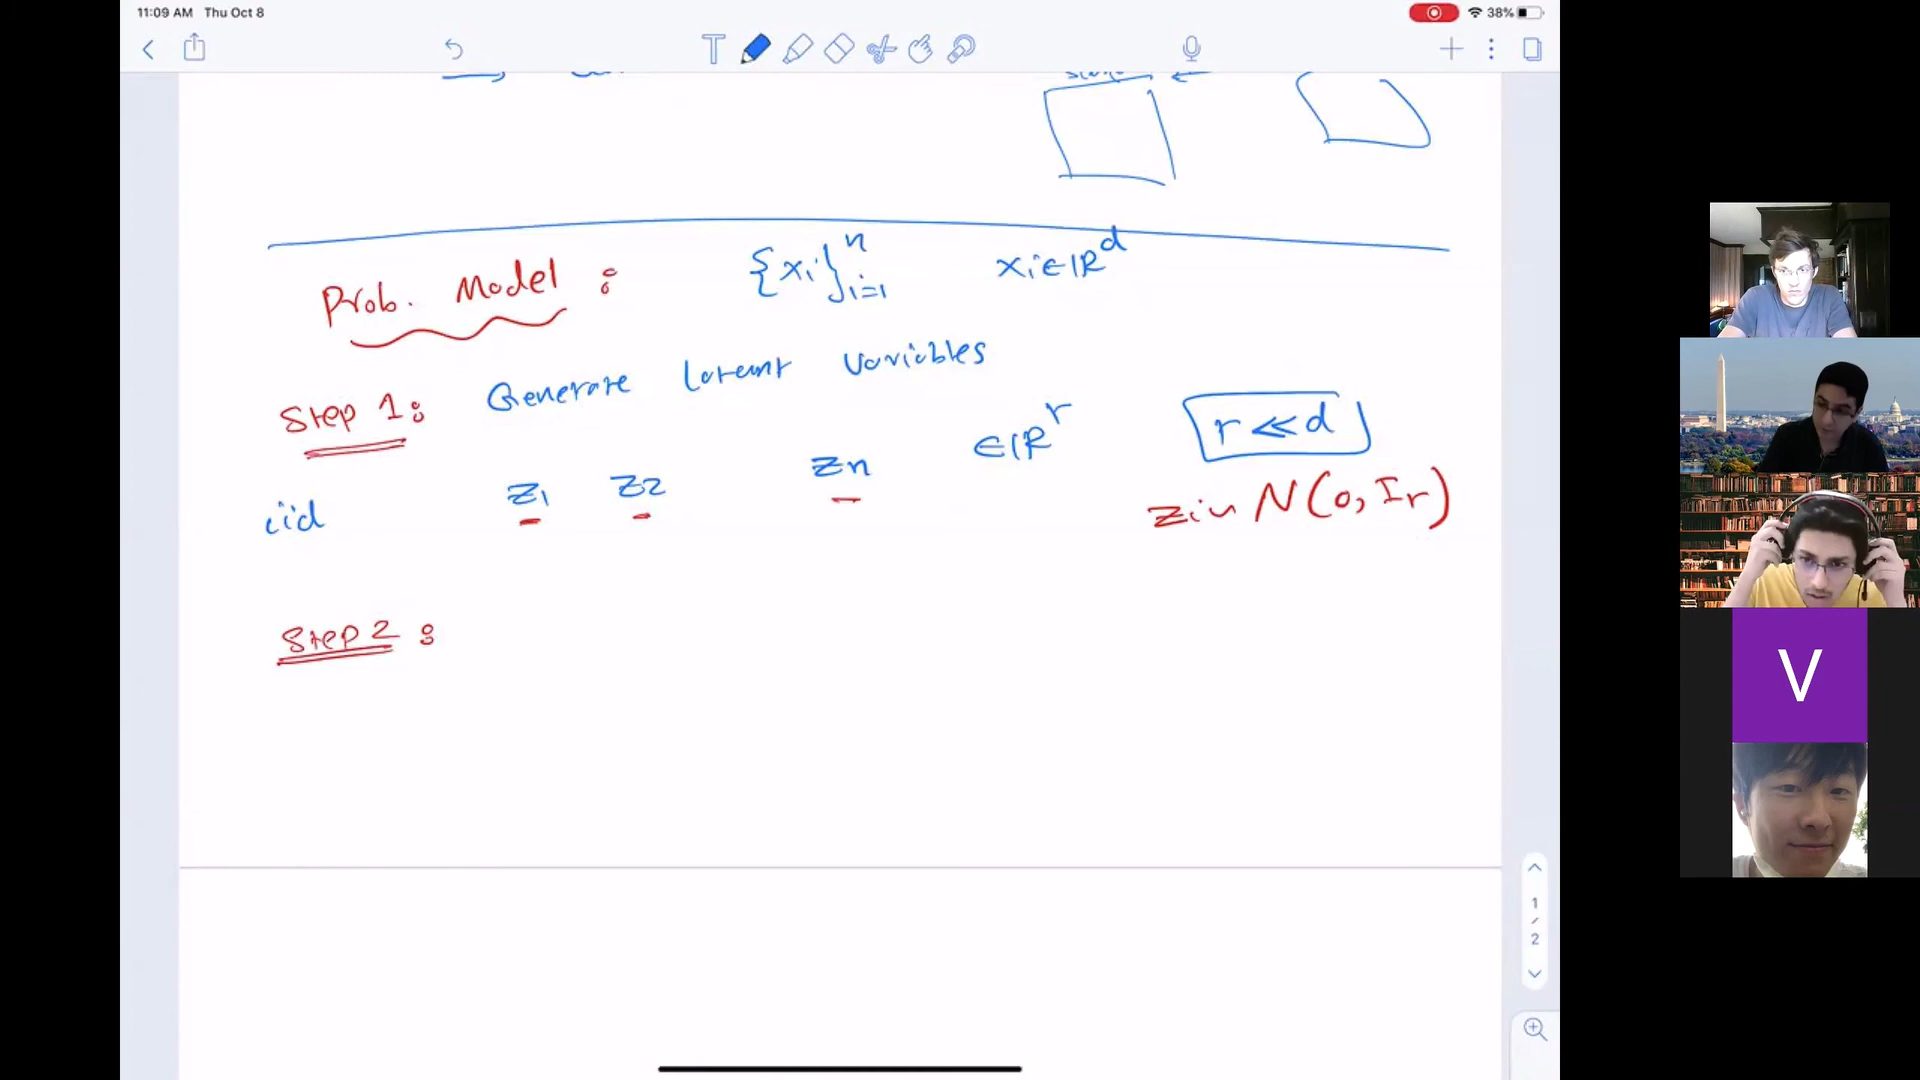 11:09 AM Thu Oct 8
38%
T
Prob. Model : {xi}ⁿi=1 xi∈ℝᵈ
Step 1: Generate latent variables
∈ℝʳ r≪d
iid z1 z2 zn zi~N(0,Ir)
Step 2 :
V
1
/
2